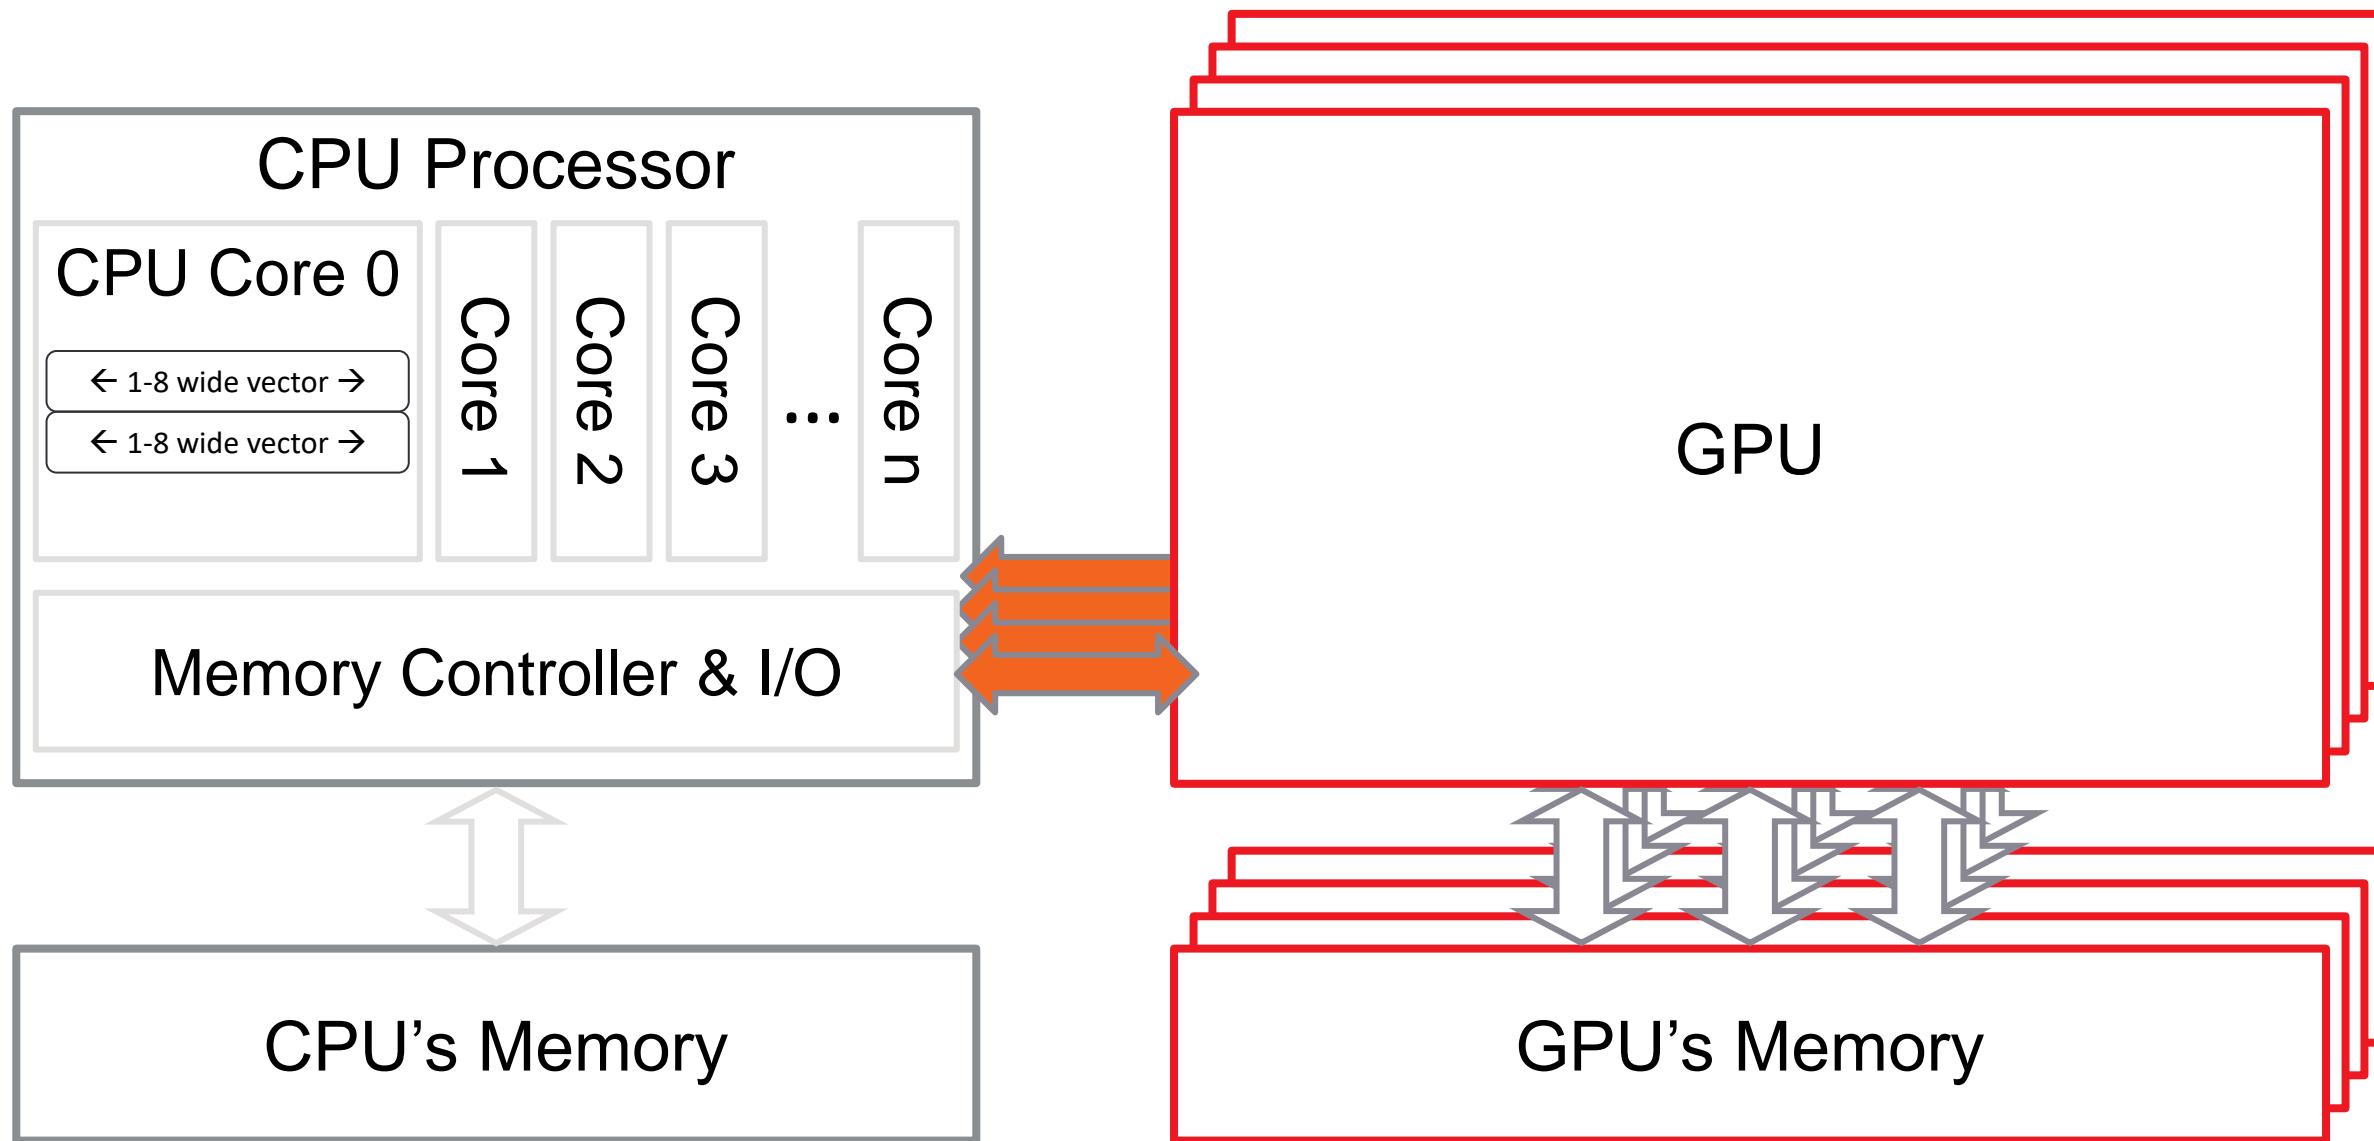 CPU Processor
CPU Core 0
← 1-8 wide vector →
← 1-8 wide vector →
Core 1
Core 2
Core 3
...
Core n
Memory Controller & I/O
CPU’s Memory
GPU
GPU’s Memory